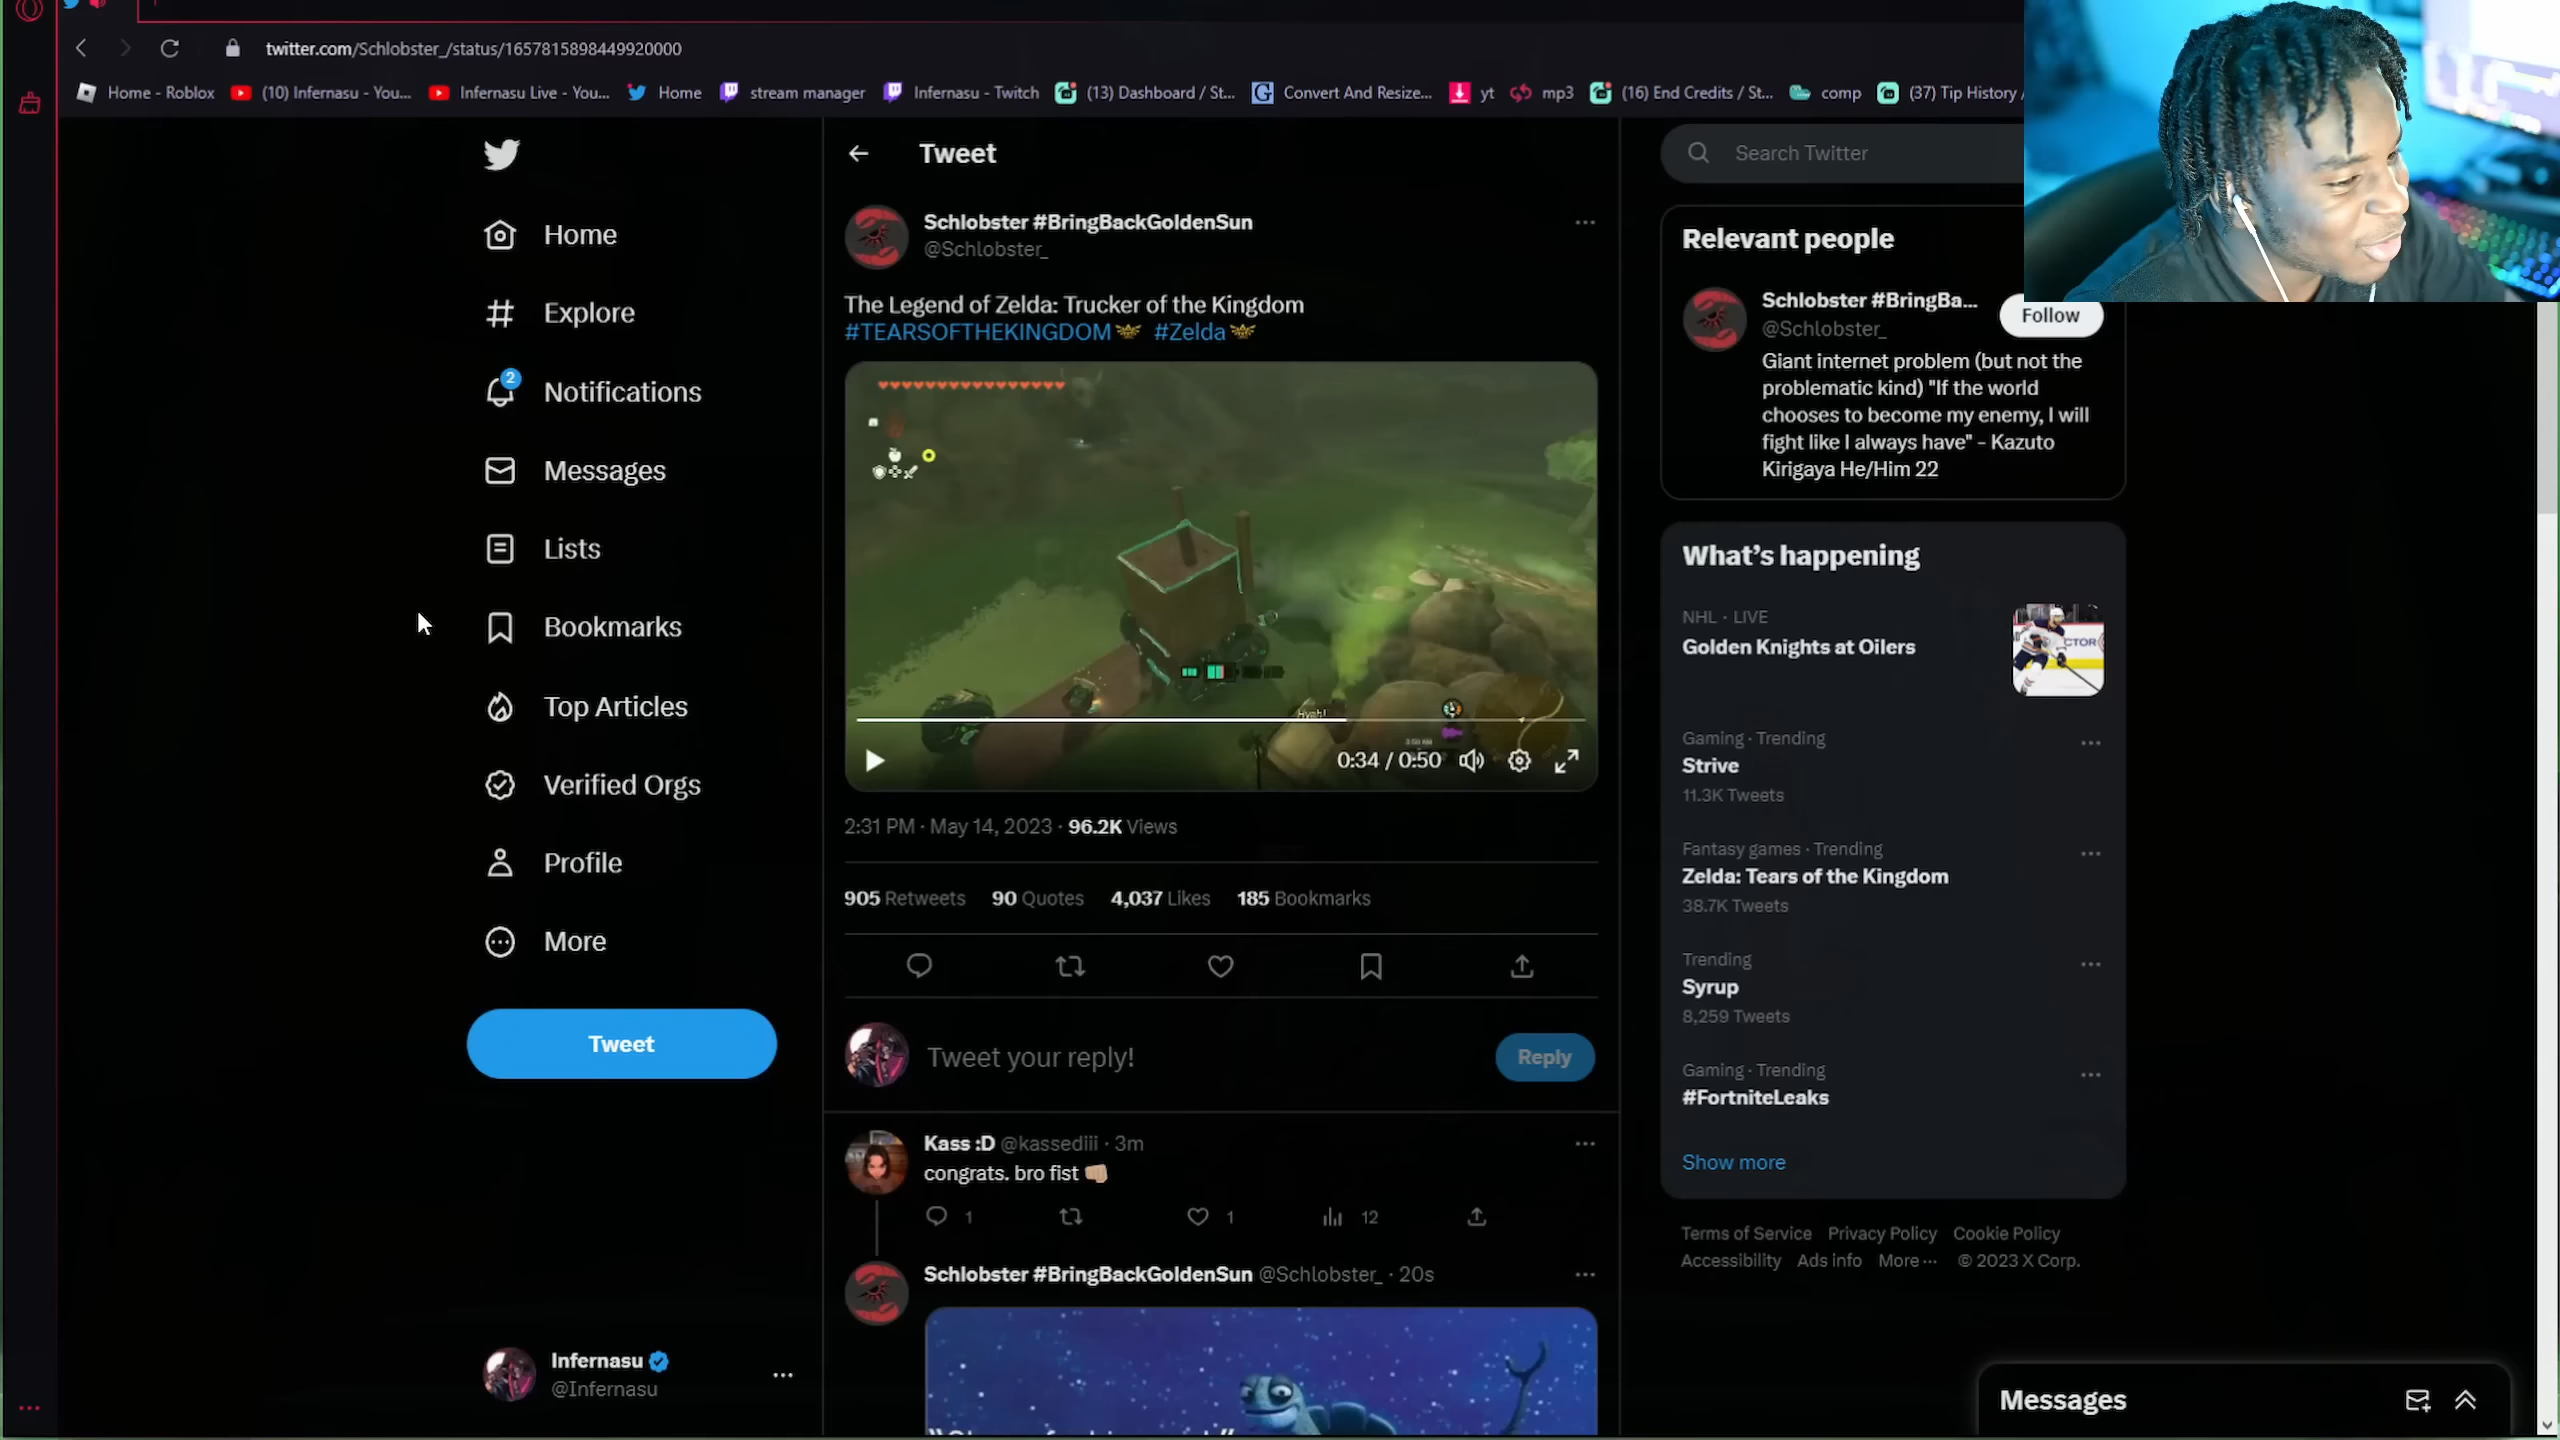 twitter.com/Schlobster_/status/1657815898449920000
Home - Roblox
(10) Infernasu - You...
Infernasu Live - You...
Home
stream manager
Infernasu - Twitch
(13) Dashboard / St...
Convert And Resize...
yt
mp3
(16) End Credits / St...
comp
(37) Tip History /
Home
Explore
2
Notifications
Messages
Lists
Bookmarks
Top Articles
Verified Orgs
Profile
More
Tweet
Infernasu
@Infernasu
Tweet
Schlobster #BringBackGoldenSun
@Schlobster_
The Legend of Zelda: Trucker of the Kingdom
#TEARSOFTHEKINGDOM #Zelda
Hyah!
0:34 / 0:50
2:31 PM · May 14, 2023 · 96.2K Views
905 Retweets 90 Quotes 4,037 Likes 185 Bookmarks
Tweet your reply!
Reply
Kass :D @kassediii · 3m
congrats. bro fist 👊🏼
1
1
12
Schlobster #BringBackGoldenSun @Schlobster_ · 20s
Search Twitter
Relevant people
Schlobster #BringBa...
@Schlobster_
Follow
Giant internet problem (but not the
problematic kind) "If the world
chooses to become my enemy, I will
fight like I always have" - Kazuto
Kirigaya He/Him 22
What's happening
NHL · LIVE
Golden Knights at Oilers
Gaming · Trending
Strive
11.3K Tweets
Fantasy games · Trending
Zelda: Tears of the Kingdom
38.7K Tweets
Trending
Syrup
8,259 Tweets
Gaming · Trending
#FortniteLeaks
Show more
Terms of Service Privacy Policy Cookie Policy
Accessibility Ads info More ··· © 2023 X Corp.
Messages